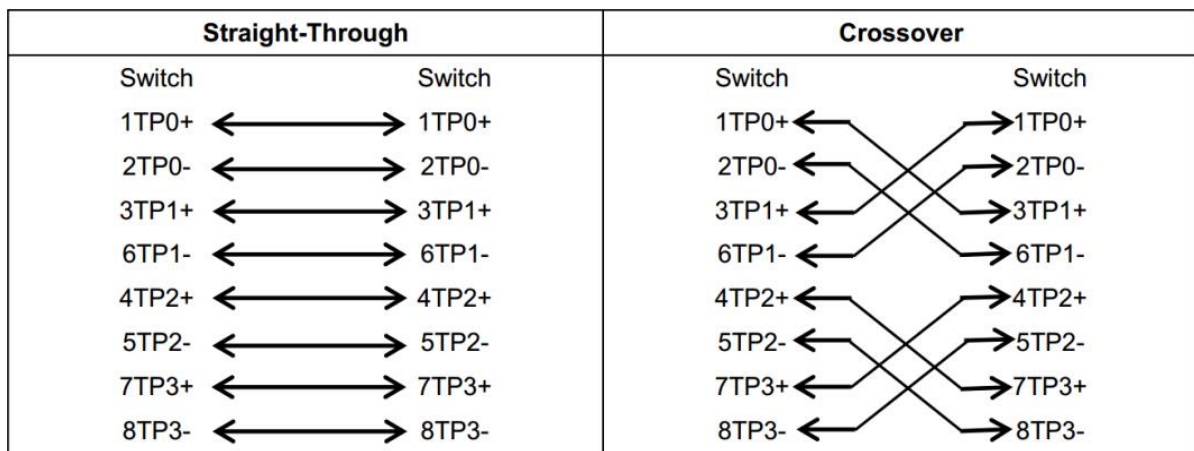 Straight-Through Crossover
Switch Switch Switch Switch
1TP0+ 1TP0+ 1TP0+ 1TP0+
2TP0- 2TP0- 2TP0- 2TP0-
3TP1+ 3TP1+ 3TP1+ 3TP1+
6TP1- 6TP1- 6TP1- 6TP1-
4TP2+ 4TP2+ 4TP2+ 4TP2+
5TP2- 5TP2- 5TP2- 5TP2-
7TP3+ 7TP3+ 7TP3+ 7TP3+
8TP3- 8TP3- 8TP3- 8TP3-